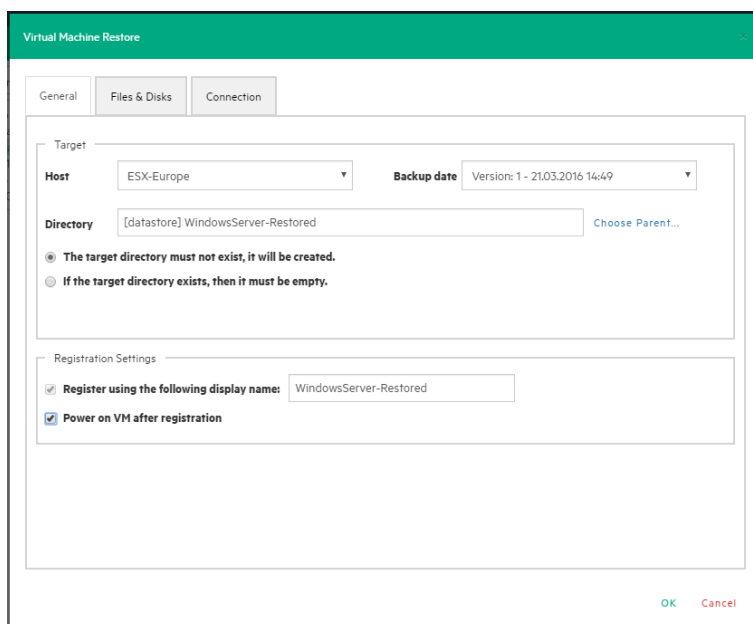 Virtual Machine Restore
General
Files & Disks
Connection
Target
Host
ESX-Europe
Backup date
Version: 1 - 21.03.2016 14:49
Directory
[datastore] WindowsServer-Restored
Choose Parent...
The target directory must not exist, it will be created.
If the target directory exists, then it must be empty.
Registration Settings
Register using the following display name:
WindowsServer-Restored
Power on VM after registration
OK
Cancel